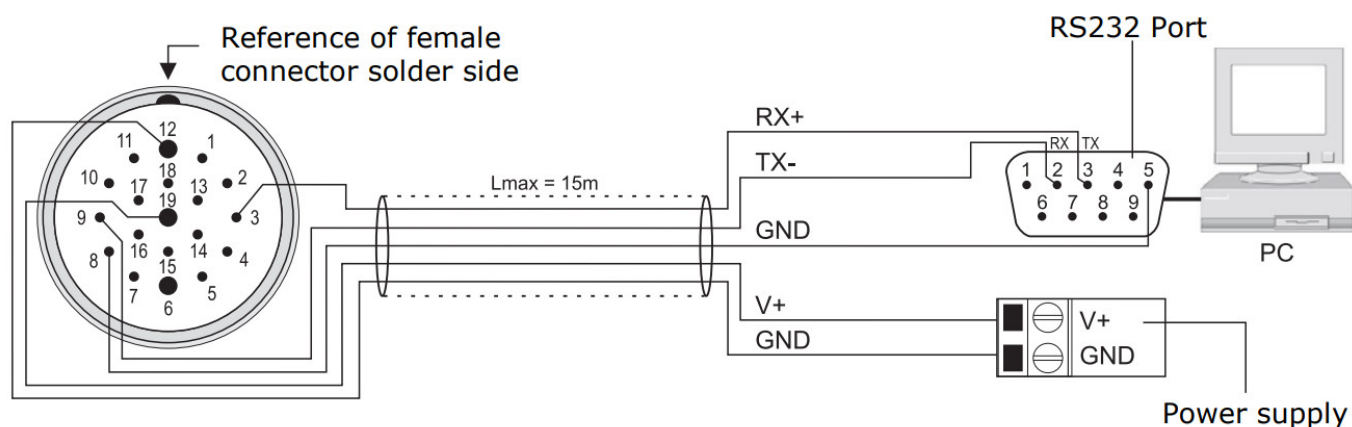 Reference of female
connector solder side
RS232 Port
12
11 1
10 18 2
17 13
19
9 3
16 14
8 15 4
7 5
6
Lmax = 15m
RX+
TX-
GND
V+
GND
RX TX
1 2 3 4 5
6 7 8 9
PC
V+
GND
Power supply